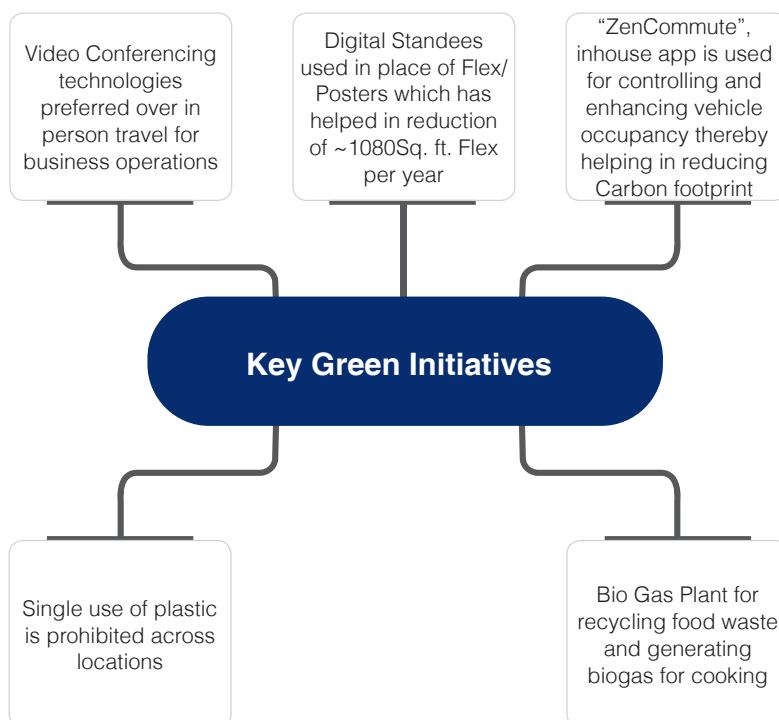 Video Conferencing
technologies
preferred over in
person travel for
business operations
Digital Standees
used in place of Flex/
Posters which has
helped in reduction
of ~1080Sq. ft. Flex
per year
“ZenCommute”,
inhouse app is used
for controlling and
enhancing vehicle
occupancy thereby
helping in reducing
Carbon footprint
Key Green Initiatives
Single use of plastic
is prohibited across
locations
Bio Gas Plant for
recycling food waste
and generating
biogas for cooking